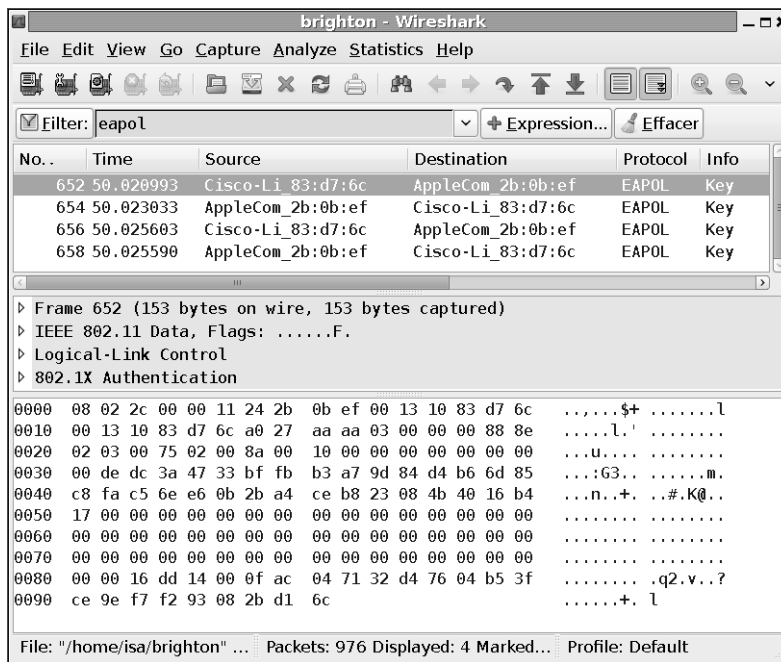 brighton - Wireshark
File Edit View Go Capture Analyze Statistics Help
Filter: eapol Expression... Effacer
No.. Time Source Destination Protocol Info
652 50.020993 Cisco-Li_83:d7:6c AppleCom_2b:0b:ef EAPOL Key
654 50.023033 AppleCom_2b:0b:ef Cisco-Li_83:d7:6c EAPOL Key
656 50.025603 Cisco-Li_83:d7:6c AppleCom_2b:0b:ef EAPOL Key
658 50.025590 AppleCom_2b:0b:ef Cisco-Li_83:d7:6c EAPOL Key
Frame 652 (153 bytes on wire, 153 bytes captured)
IEEE 802.11 Data, Flags: ......F.
Logical-Link Control
802.1X Authentication
0000 08 02 2c 00 00 11 24 2b 0b ef 00 13 10 83 d7 6c ..,...$+ .......l
0010 00 13 10 83 d7 6c a0 27 aa aa 03 00 00 00 88 8e .....l.' ........
0020 02 03 00 75 02 00 8a 00 10 00 00 00 00 00 00 00 ...u.... ........
0030 00 de dc 3a 47 33 bf fb b3 a7 9d 84 d4 b6 6d 85 ...:G3.. ......m.
0040 c8 fa c5 6e e6 0b 2b a4 ce b8 23 08 4b 40 16 b4 ...n..+. ..#.K@..
0050 17 00 00 00 00 00 00 00 00 00 00 00 00 00 00 00 ........ ........
0060 00 00 00 00 00 00 00 00 00 00 00 00 00 00 00 00 ........ ........
0070 00 00 00 00 00 00 00 00 00 00 00 00 00 00 00 00 ........ ........
0080 00 00 16 dd 14 00 0f ac 04 71 32 d4 76 04 b5 3f ........ .q2.v..?
0090 ce 9e f7 f2 93 08 2b d1 6c ......+. l
File: "/home/isa/brighton" ... Packets: 976 Displayed: 4 Marked... Profile: Default